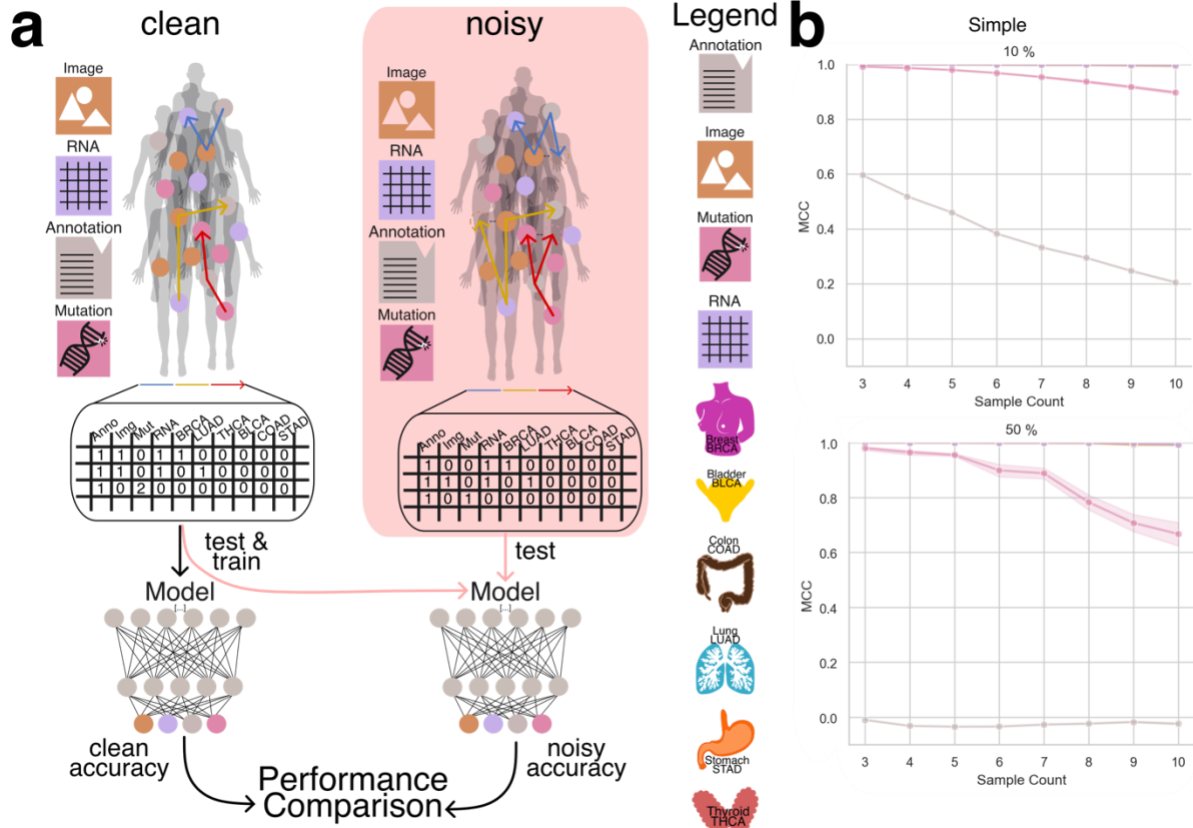 a
clean
Image
RNA
Annotation
Mutation
Anno Img Mut RNA BRCA LUAD THCA BLCA COAD STAD
1 1 0 1 1 0 0 0 0 0
1 1 0 1 0 1 0 0 0 0
1 0 2 0 0 0 0 0 0 0
test &
train
Model
[...]
clean
accuracy
noisy
Image
RNA
Annotation
Mutation
Anno Img Mut RNA BRCA LUAD THCA BLCA COAD STAD
1 0 0 1 1 0 0 0 0 0
1 1 0 1 0 1 0 0 0 0
1 0 1 0 1 0 0 0 0 0
test
Model
[...]
noisy
accuracy
Performance
Comparison
Legend
Annotation
Image
Mutation
RNA
Breast
BRCA
Bladder
BLCA
Colon
COAD
Lung
LUAD
Stomach
STAD
Thyroid
THCA
b
Simple
10 %
MCC
1.0
0.8
0.6
0.4
0.2
0.0
3 4 5 6 7 8 9 10
Sample Count
50 %
MCC
1.0
0.8
0.6
0.4
0.2
0.0
3 4 5 6 7 8 9 10
Sample Count